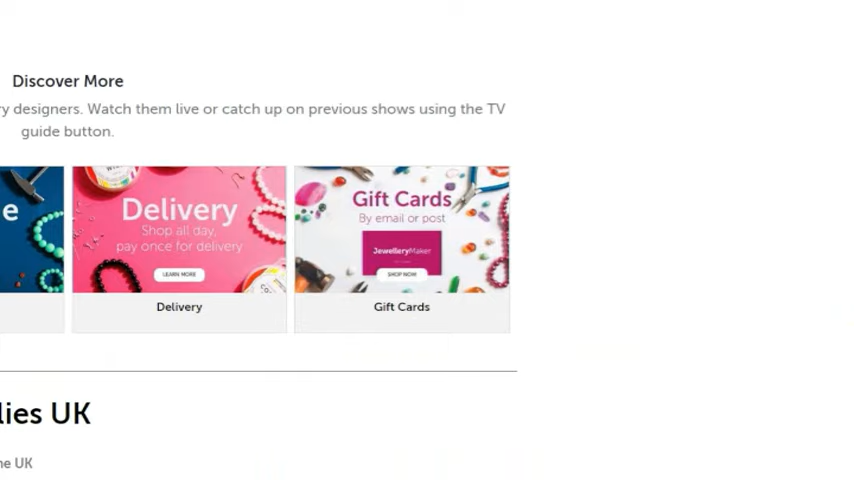 Discover More
designers. Watch them live or catch up on previous shows using the TV
guide button.
e
Delivery
Shop all day,
pay once for delivery
LEARN MORE
Delivery
Gift Cards
By email or post
JewelleryMaker
SHOP NOW
Gift Cards
lies UK
UK